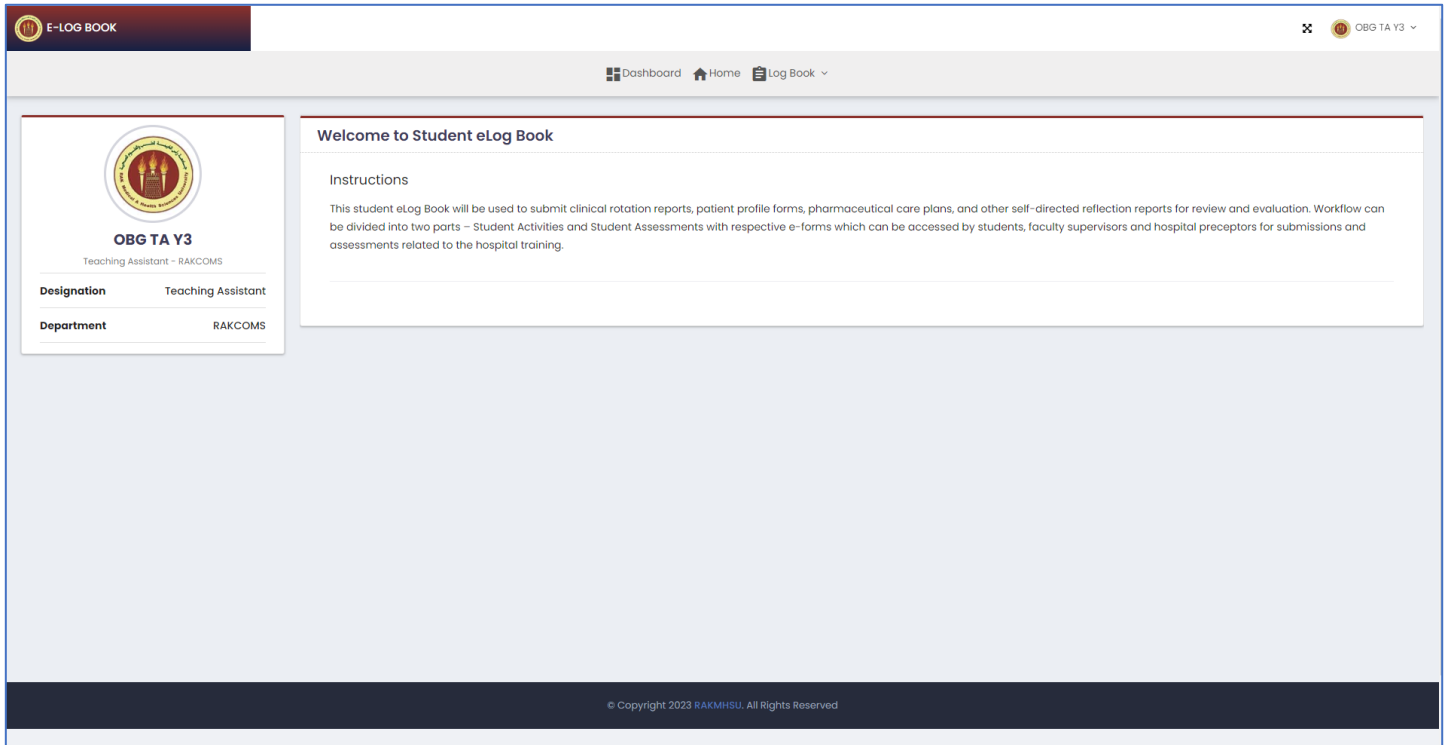 E-LOG BOOK
OBG TA Y3
Dashboard Home Log Book
OBG TA Y3
Teaching Assistant - RAKCOMS
Designation Teaching Assistant
Department RAKCOMS
Welcome to Student eLog Book
Instructions
This student eLog Book will be used to submit clinical rotation reports, patient profile forms, pharmaceutical care plans, and other self-directed reflection reports for review and evaluation. Workflow can
be divided into two parts – Student Activities and Student Assessments with respective e-forms which can be accessed by students, faculty supervisors and hospital preceptors for submissions and
assessments related to the hospital training.
© Copyright 2023 RAKMHSU. All Rights Reserved